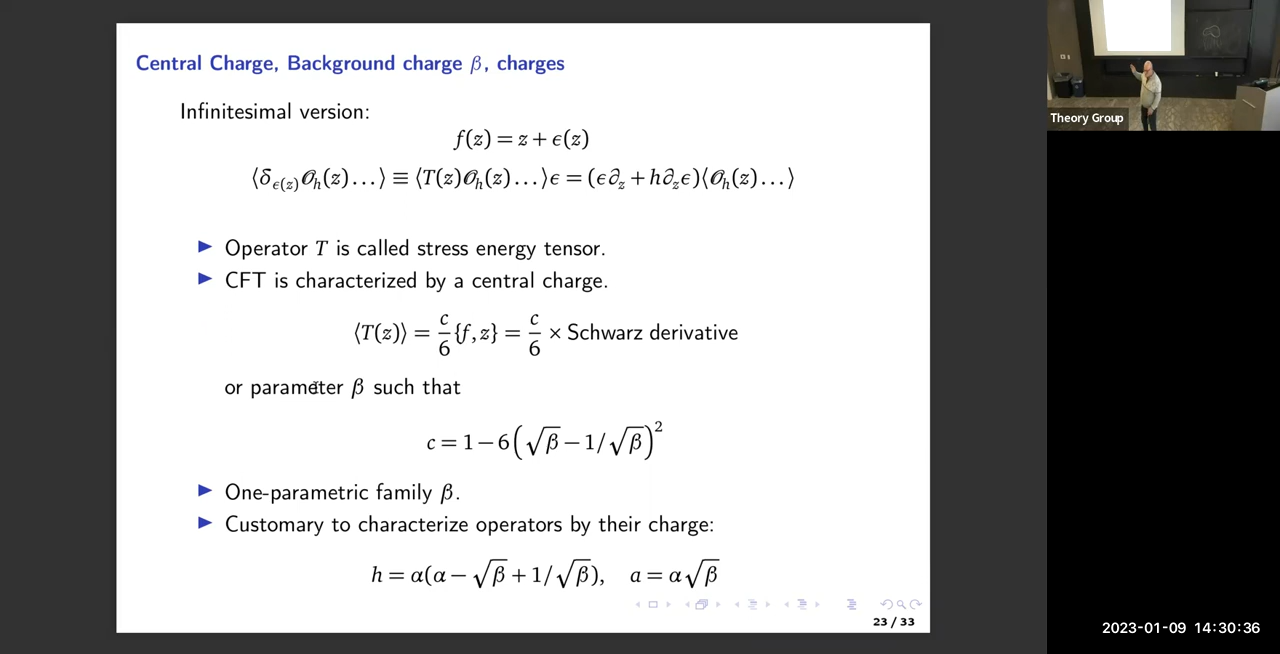 Central Charge, Background charge β, charges
Infinitesimal version:
f(z) = z + ϵ(z)
⟨δ_{ϵ(z)}𝒪_h(z)...⟩ ≡ ⟨T(z)𝒪_h(z)...⟩ϵ = (ϵ∂_z + h∂_zϵ)⟨𝒪_h(z)...⟩
▶ Operator T is called stress energy tensor.
▶ CFT is characterized by a central charge.
⟨T(z)⟩ = c/6 {f,z} = c/6 × Schwarz derivative
or parameter β such that
c = 1 − 6(√β − 1/√β)²
▶ One-parametric family β.
▶ Customary to characterize operators by their charge:
h = α(α − √β + 1/√β), a = α√β
23 / 33
Theory Group
2023-01-09 14:30:36